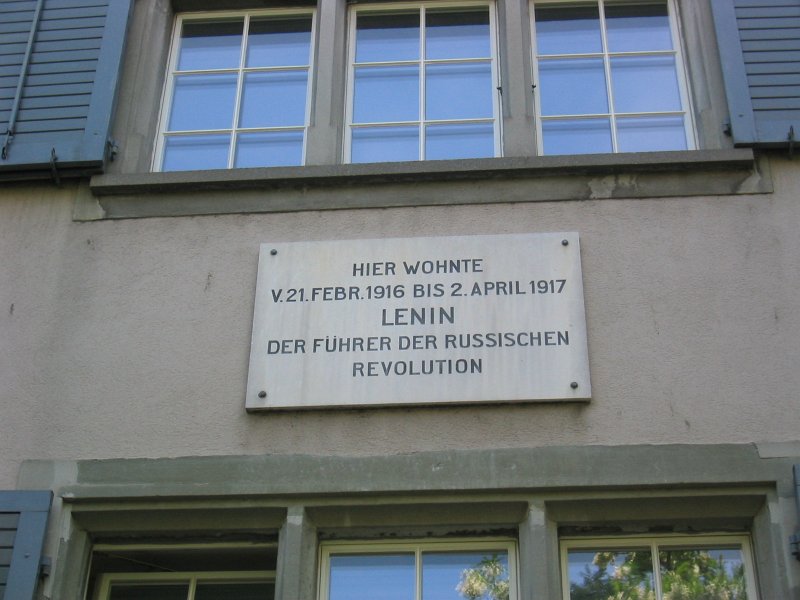 HIER WOHNTE
V. 21. FEBR. 1916 BIS 2. APRIL 1917
LENIN
DER FÜHRER DER RUSSISCHEN
REVOLUTION